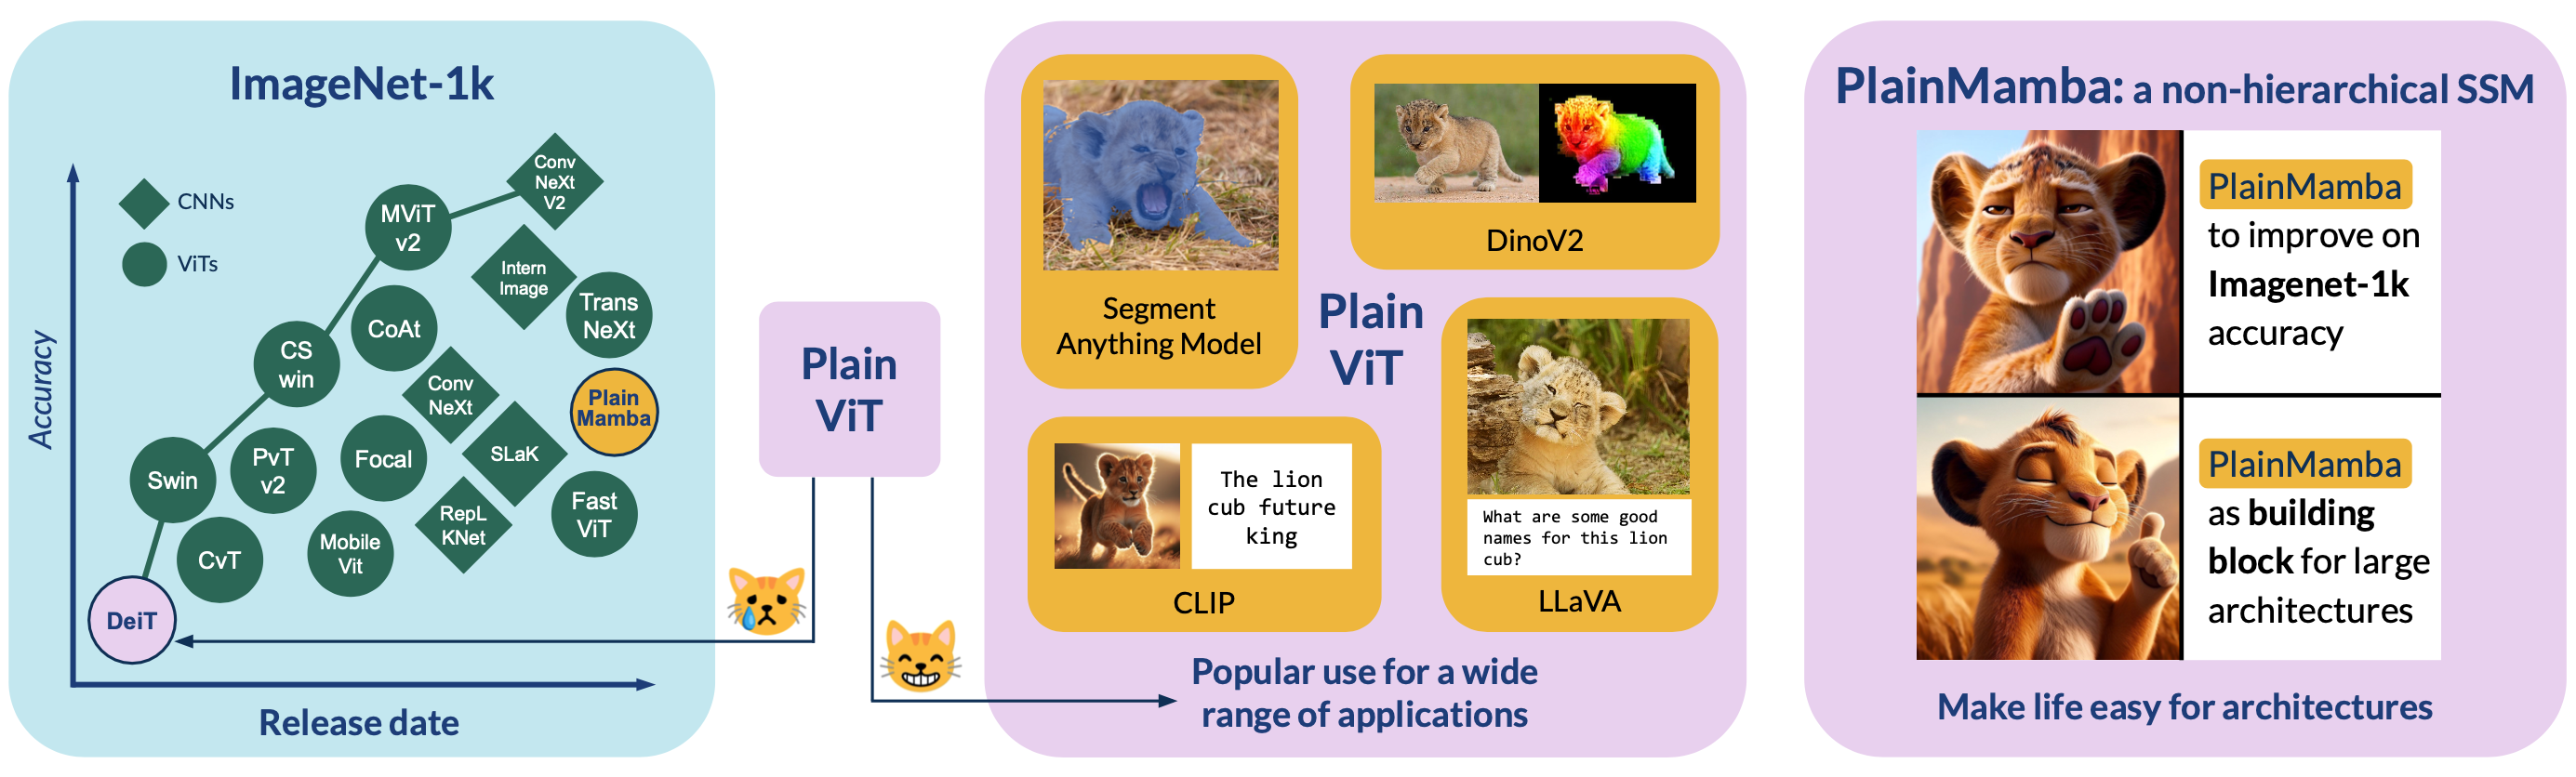 ImageNet-1k
CNNs
ViTs
Accuracy
Conv
NeXt
V2
MViT
v2
Intern
Image
Trans
NeXt
CoAt
CS
win
Conv
NeXt
Plain
Mamba
Swin
PvT
v2
Focal
SLaK
Fast
ViT
RepL
KNet
Mobile
Vit
CvT
DeiT
Release date
Plain
ViT
Segment
Anything Model
DinoV2
Plain
ViT
The lion
cub future
king
CLIP
What are some good
names for this lion
cub?
LLaVA
Popular use for a wide
range of applications
PlainMamba: a non-hierarchical SSM
PlainMamba
to improve on
Imagenet-1k
accuracy
PlainMamba
as building
block for large
architectures
Make life easy for architectures